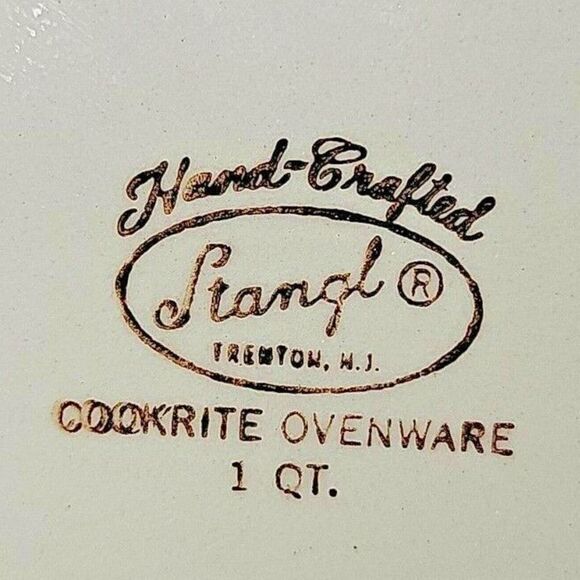 Hand-Crafted
Stangl ®
TRENTON, N.J.
COOKRITE OVENWARE
1 QT.